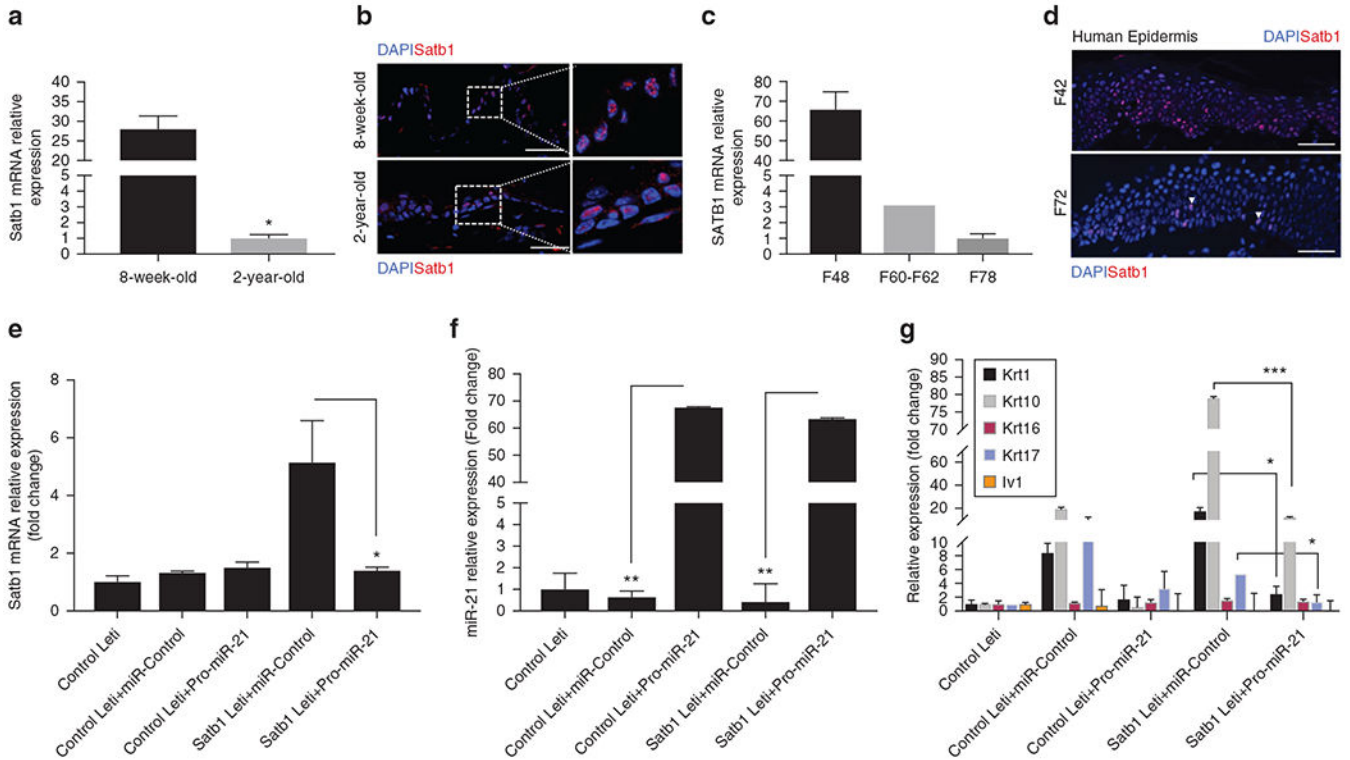 a
Satb1 mRNA relative
expression
40
35
30
25
20
5
4
3
2
1
0
*
8-week-old
2-year-old
b
DAPISatb1
8-week-old
2-year-old
DAPISatb1
c
SATB1 mRNA relative
expression
80
70
60
50
40
5
4
3
2
1
0
F48
F60-F62
F78
d
Human Epidermis
DAPISatb1
F42
F72
DAPISatb1
e
Satb1 mRNA relative expression
(fold change)
8
6
4
2
0
*
Control Leti
Control Leti+miR-Control
Control Leti+Pro-miR-21
Satb1 Leti+miR-Control
Satb1 Leti+Pro-miR-21
f
miR-21 relative expression (Fold change)
80
70
60
50
40
5
4
3
2
1
0
**
**
Control Leti
Control Leti+miR-Control
Control Leti+Pro-miR-21
Satb1 Leti+miR-Control
Satb1 Leti+Pro-miR-21
g
Relative expression (fold change)
90
85
80
75
70
60
40
20
10
8
6
4
2
0
Krt1
Krt10
Krt16
Krt17
Iv1
***
*
*
Control Leti
Control Leti+miR-Control
Control Leti+Pro-miR-21
Satb1 Leti+miR-Control
Satb1 Leti+Pro-miR-21